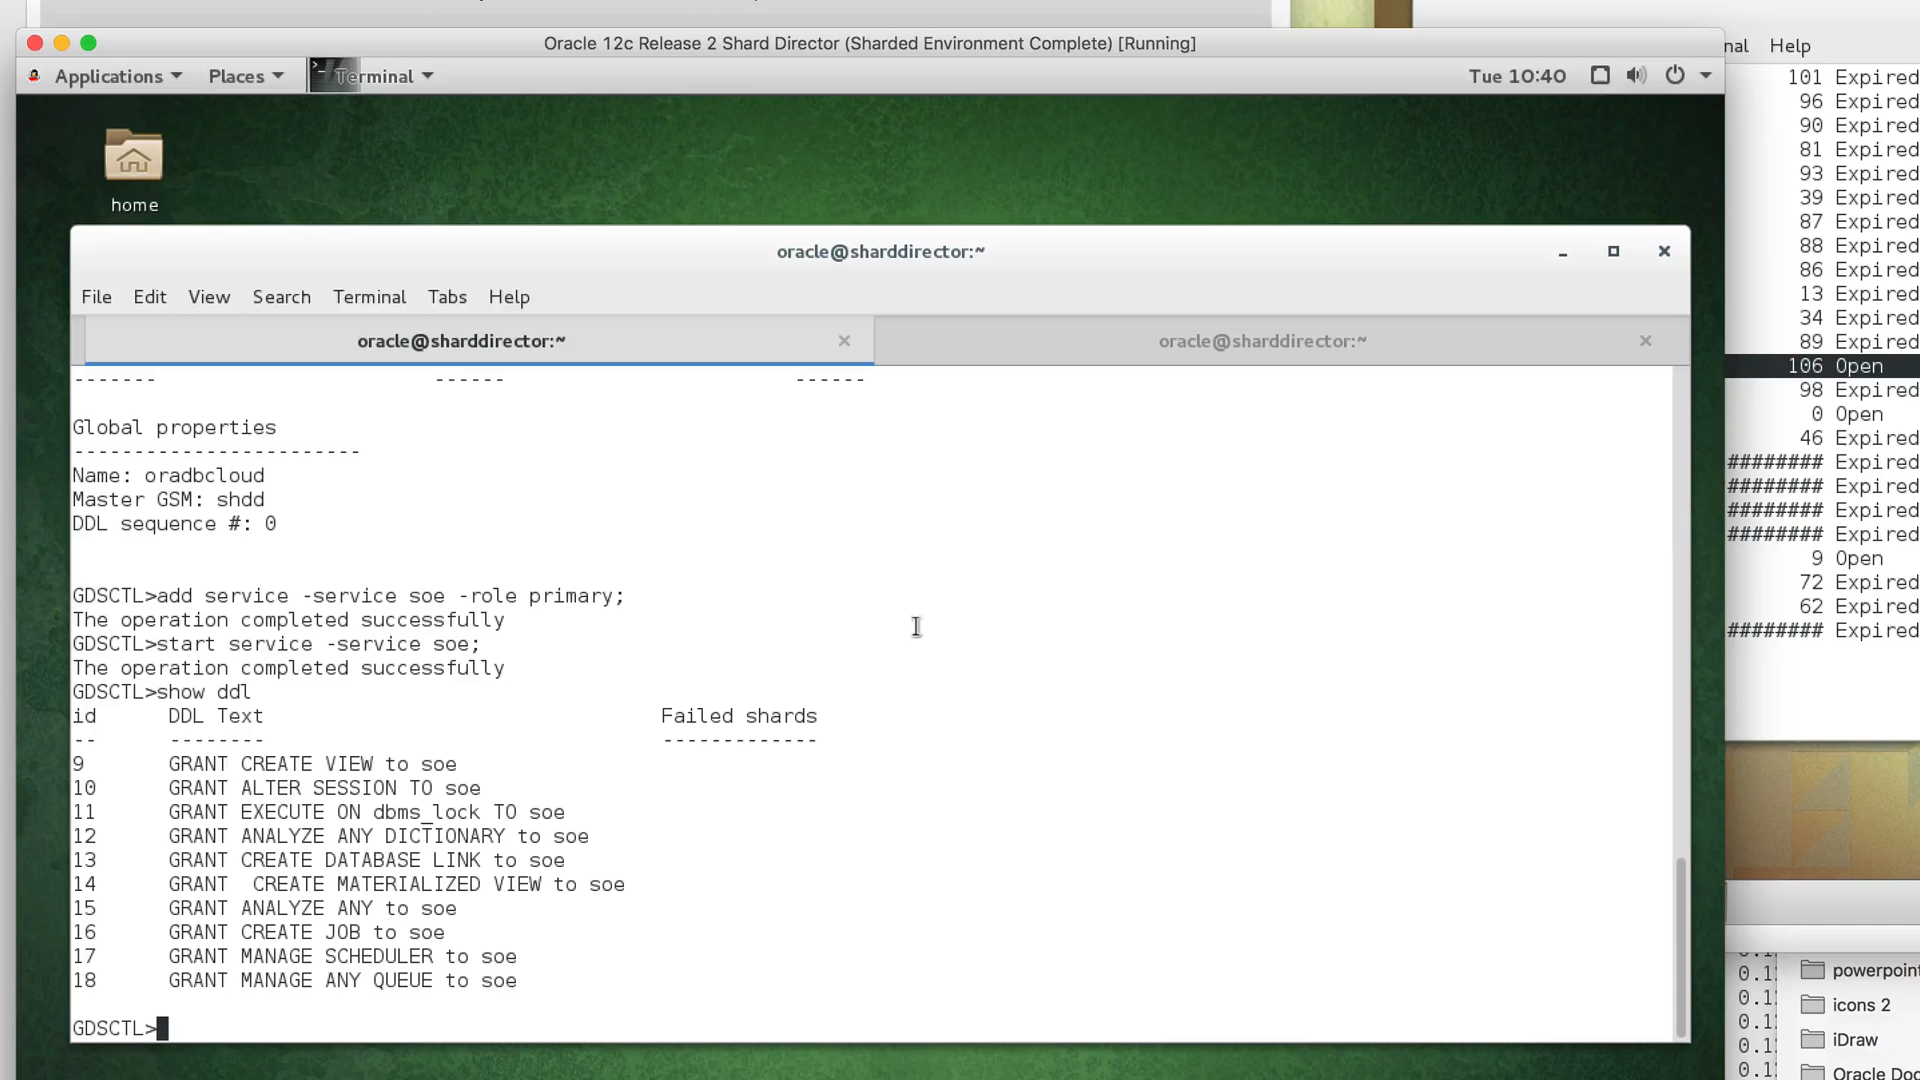 Oracle 12c Release 2 Shard Director (Sharded Environment Complete) [Running]
Applications Places Terminal Tue 10:40
home
oracle@sharddirector:~
File Edit View Search Terminal Tabs Help
oracle@sharddirector:~ oracle@sharddirector:~
------- ------ ------
Global properties
------------------------
Name: oradbcloud
Master GSM: shdd
DDL sequence #: 0
GDSCTL>add service -service soe -role primary;
The operation completed successfully
GDSCTL>start service -service soe;
The operation completed successfully
GDSCTL>show ddl
id DDL Text Failed shards
-- -------- -------------
9 GRANT CREATE VIEW to soe
10 GRANT ALTER SESSION TO soe
11 GRANT EXECUTE ON dbms_lock TO soe
12 GRANT ANALYZE ANY DICTIONARY to soe
13 GRANT CREATE DATABASE LINK to soe
14 GRANT  CREATE MATERIALIZED VIEW to soe
15 GRANT ANALYZE ANY to soe
16 GRANT CREATE JOB to soe
17 GRANT MANAGE SCHEDULER to soe
18 GRANT MANAGE ANY QUEUE to soe
GDSCTL>
nal Help
101 Expired
96 Expired
90 Expired
81 Expired
93 Expired
39 Expired
87 Expired
88 Expired
86 Expired
13 Expired
34 Expired
89 Expired
106 Open
98 Expired
0 Open
46 Expired
######## Expired
######## Expired
######## Expired
######## Expired
9 Open
72 Expired
62 Expired
######## Expired
powerpoint
icons 2
iDraw
Oracle Doc